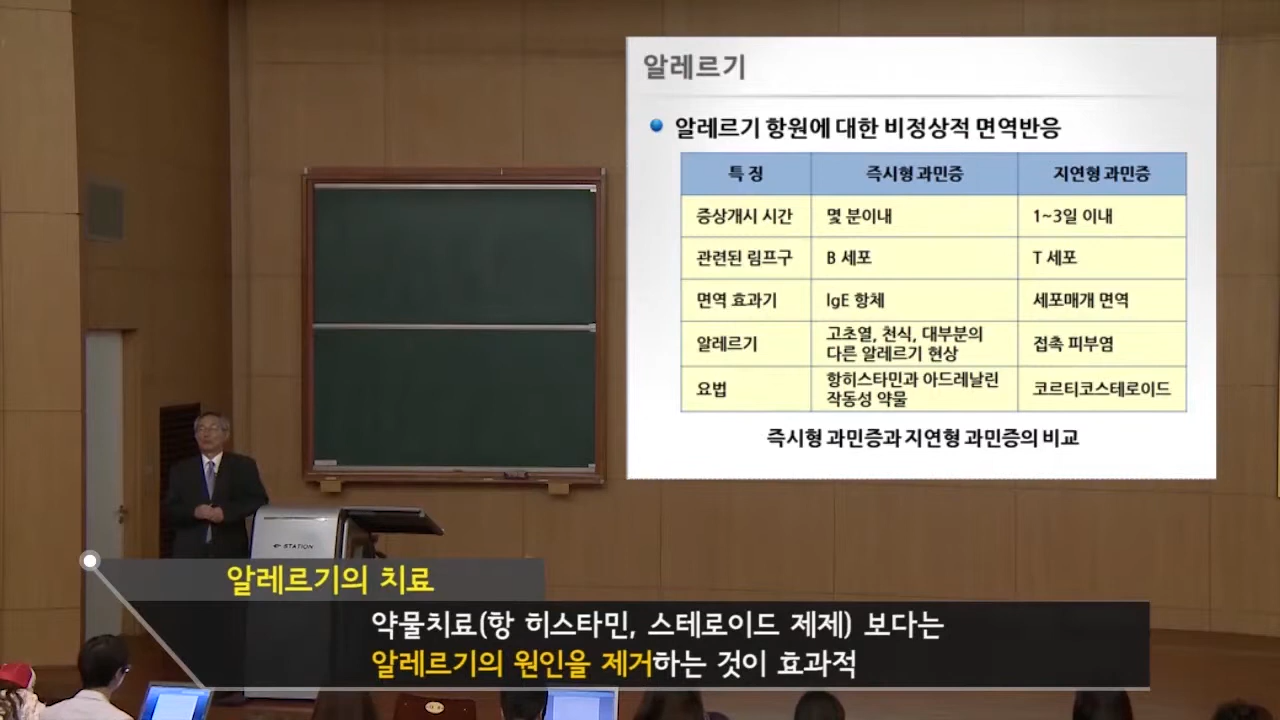 알레르기
알레르기 항원에 대한 비정상적 면역반응
특 징 즉시형 과민증 지연형 과민증
증상개시 시간 몇 분이내 1~3일 이내
관련된 림프구 B 세포 T 세포
면역 효과기 IgE 항체 세포매개 면역
알레르기 고초열, 천식, 대부분의 다른 알레르기 현상 접촉 피부염
요법 항히스타민과 아드레날린 작동성 약물 코르티코스테로이드
즉시형 과민증과 지연형 과민증의 비교
STATION
알레르기의 치료
약물치료(항 히스타민, 스테로이드 제제) 보다는
알레르기의 원인을 제거하는 것이 효과적